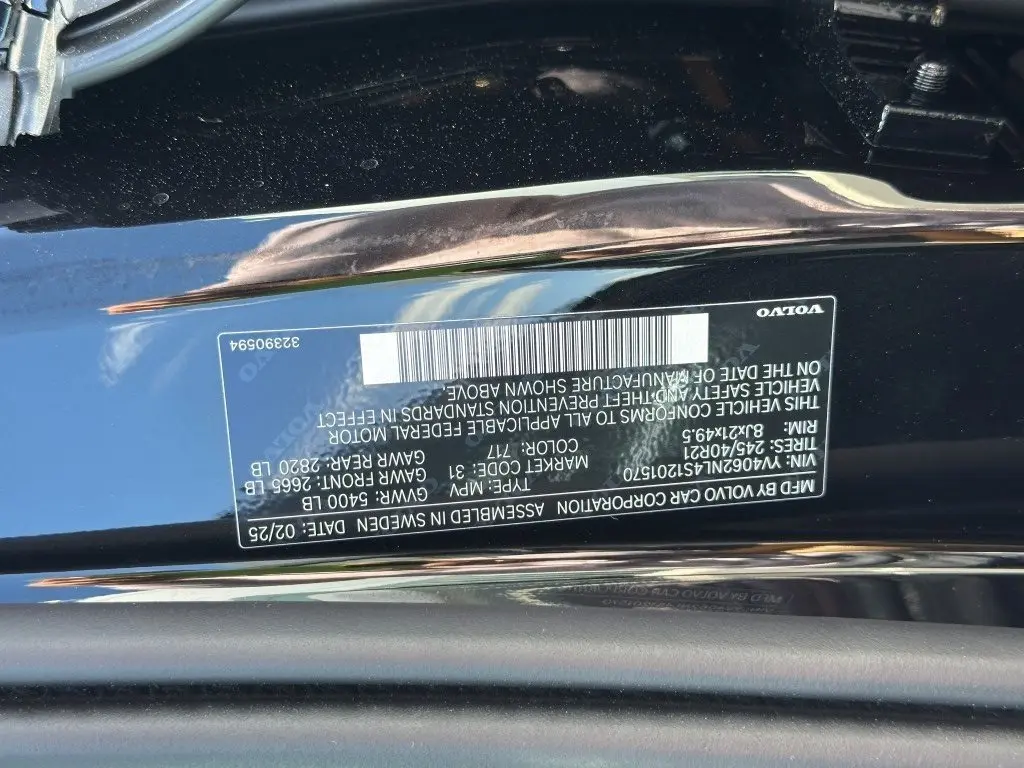 MFD BY VOLVO CAR CORPORATION ASSEMBLED IN SWEDEN DATE: 02/25
VIN: YV4062NL4S1201570 TYPE: MPV GVWR: 5400 LB
TIRES: 245/40R21 MARKET CODE: 31 GAWR FRONT: 2665 LB
RIM: 8Jx21x49.5 COLOR: 717 GAWR REAR: 2820 LB
THIS VEHICLE CONFORMS TO ALL APPLICABLE FEDERAL MOTOR
VEHICLE SAFETY AND THEFT PREVENTION STANDARDS IN EFFECT
ON THE DATE OF MANUFACTURE SHOWN ABOVE.
VOLVO 32390594